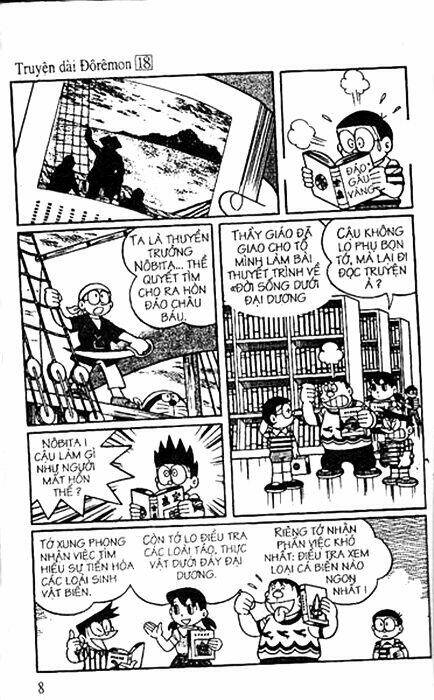 Truyện dài Đôrêmon 18
ĐẢO
GẤU
VÀNG
TA LÀ THUYỀN
TRƯỞNG
NÔBITA... THỀ
QUYẾT TÌM
CHO RA HÒN
ĐẢO CHÂU
BÁU.
THẦY GIÁO ĐÃ
GIAO CHO TỔ
MÌNH LÀM BÀI
THUYẾT TRÌNH VỀ
«ĐỜI SỐNG DƯỚI
ĐẠI DƯƠNG
CẬU KHÔNG
LO PHỤ BỌN
TỚ, MÀ LẠI ĐI
ĐỌC TRUYỆN
À ?
NÔBITA !
CẬU LÀM GÌ
NHƯ NGƯỜI
MẤT HỒN
THẾ ?
TỚ XUNG PHONG
NHẬN VIỆC TÌM
HIỂU SỰ TIẾN HÓA
CÁC LOÀI SINH
VẬT BIỂN.
CÒN TỚ LO ĐIỀU TRA
CÁC LOÀI TẢO, THỰC
VẬT DƯỚI ĐÁY ĐẠI
DƯƠNG.
RIÊNG TỚ NHẬN
PHẦN VIỆC KHÓ
NHẤT: ĐIỀU TRA XEM
LOẠI CÁ BIỂN NÀO
NGON
NHẤT !
8